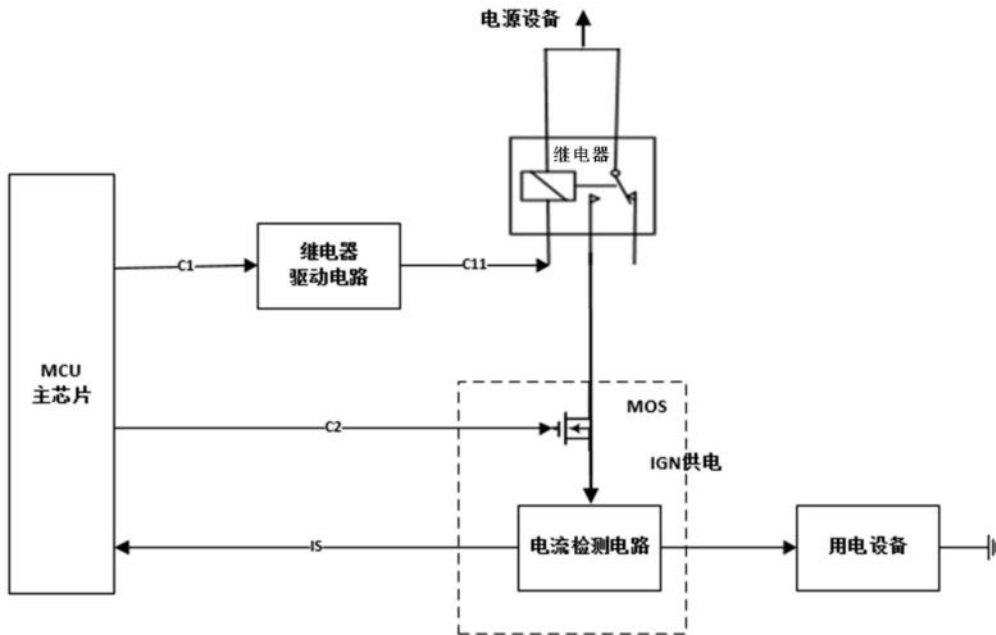 电源设备
继电器
继电器
驱动电路
C1
C11
MCU
主芯片
MOS
C2
IGN供电
IS
电流检测电路
用电设备